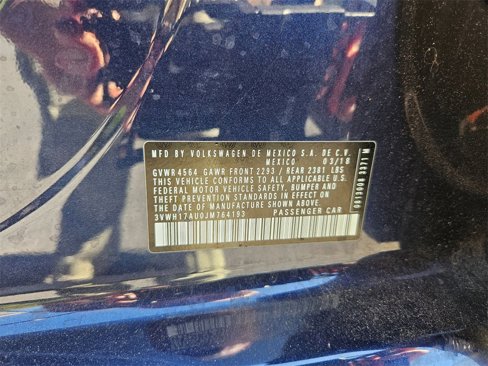 MFD BY VOLKSWAGEN DE MEXICO S.A. DE C.V.
MEXICO 03/18
GVWR 4564 GAWR FRONT 2293 / REAR 2381 LBS
THIS VEHICLE CONFORMS TO ALL APPLICABLE
FEDERAL MOTOR VEHICLE SAFETY, BUMPER AND
THEFT PREVENTION STANDARDS IN EFFECT ON
THE DATE OF MANUFACTURE SHOWN ABOVE.
3VWH17AU0JM764193 PASSENGER CAR